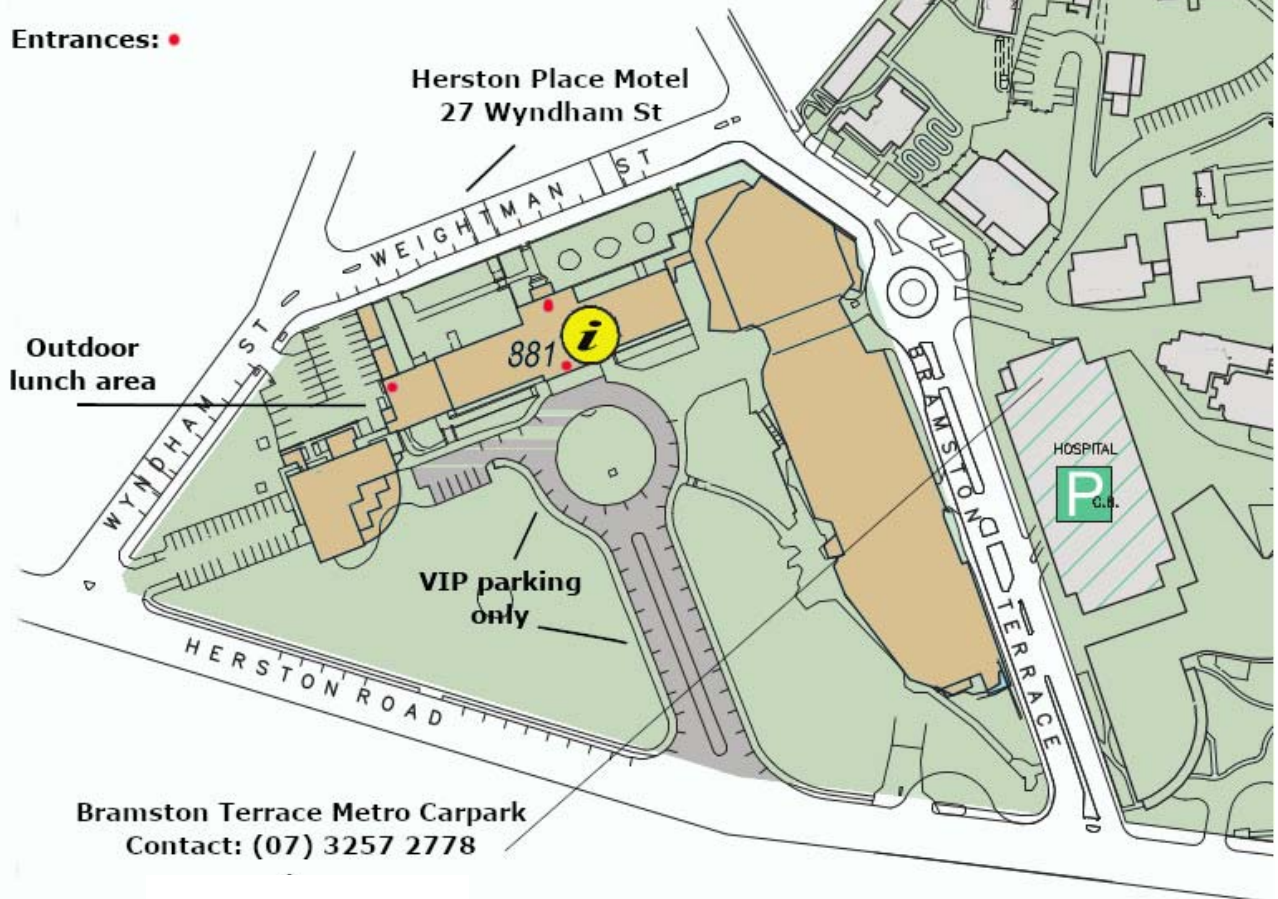 Entrances:
Herston Place Motel
27 Wyndham St
WEIGHTMAN ST
Outdoor
lunch area
WYNDHAM ST
881
i
BRAMSTON TERRACE
HOSPITAL
P
C.B.
VIP parking
only
HERSTON ROAD
Bramston Terrace Metro Carpark
Contact: (07) 3257 2778